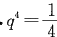 • q⁴ = 1/4